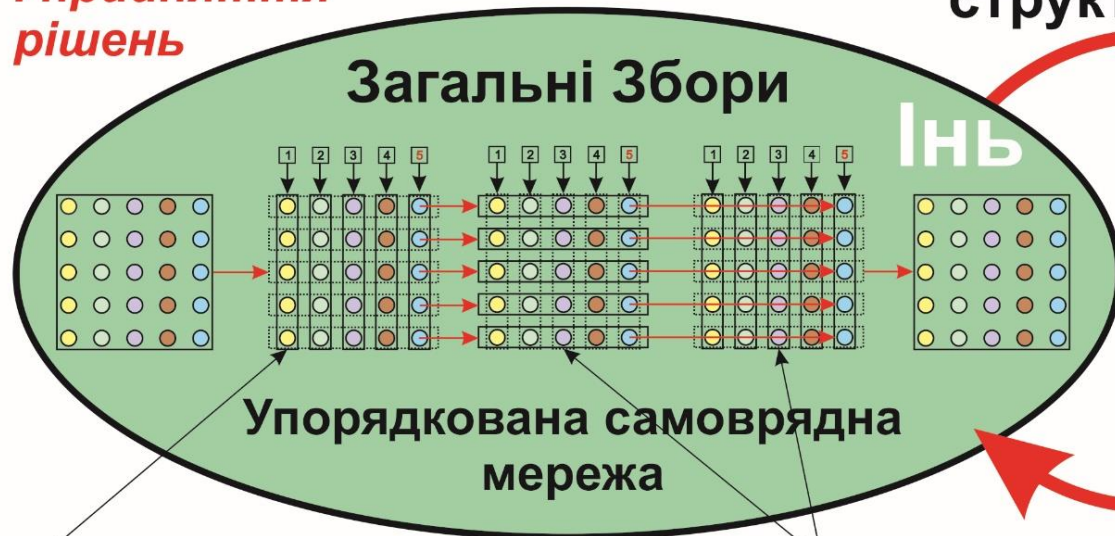 рішень
Загальні Збори
Інь
1 2 3 4 5 1 2 3 4 5 1 2 3 4 5
Упорядкована самоврядна
мережа